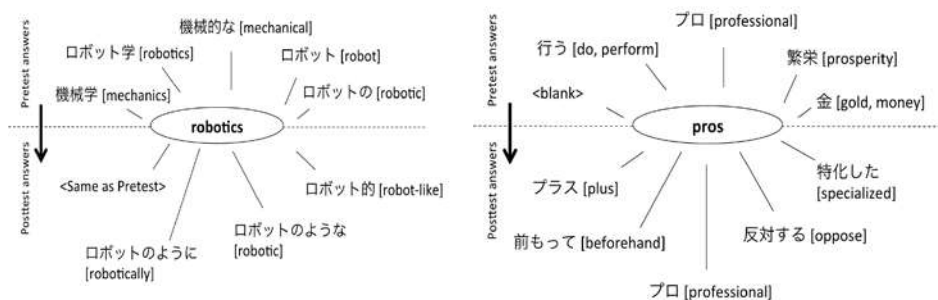 Pretest answers
機械的な [mechanical]
ロボット学 [robotics]
ロボット [robot]
機械学 [mechanics]
ロボットの [robotic]
robotics
Posttest answers
<Same as Pretest>
ロボット的 [robot-like]
ロボットのような
[robotic]
ロボットのように
[robotically]
Pretest answers
プロ [professional]
行う [do, perform]
繁栄 [prosperity]
<blank>
金 [gold, money]
pros
Posttest answers
プラス [plus]
特化した
[specialized]
前もって [beforehand]
反対する [oppose]
プロ [professional]